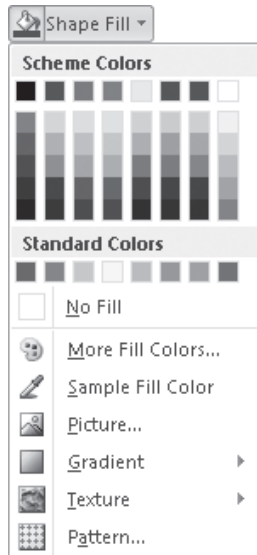 Shape Fill
Scheme Colors
Standard Colors
No Fill
More Fill Colors...
Sample Fill Color
Picture...
Gradient
Texture
Pattern...